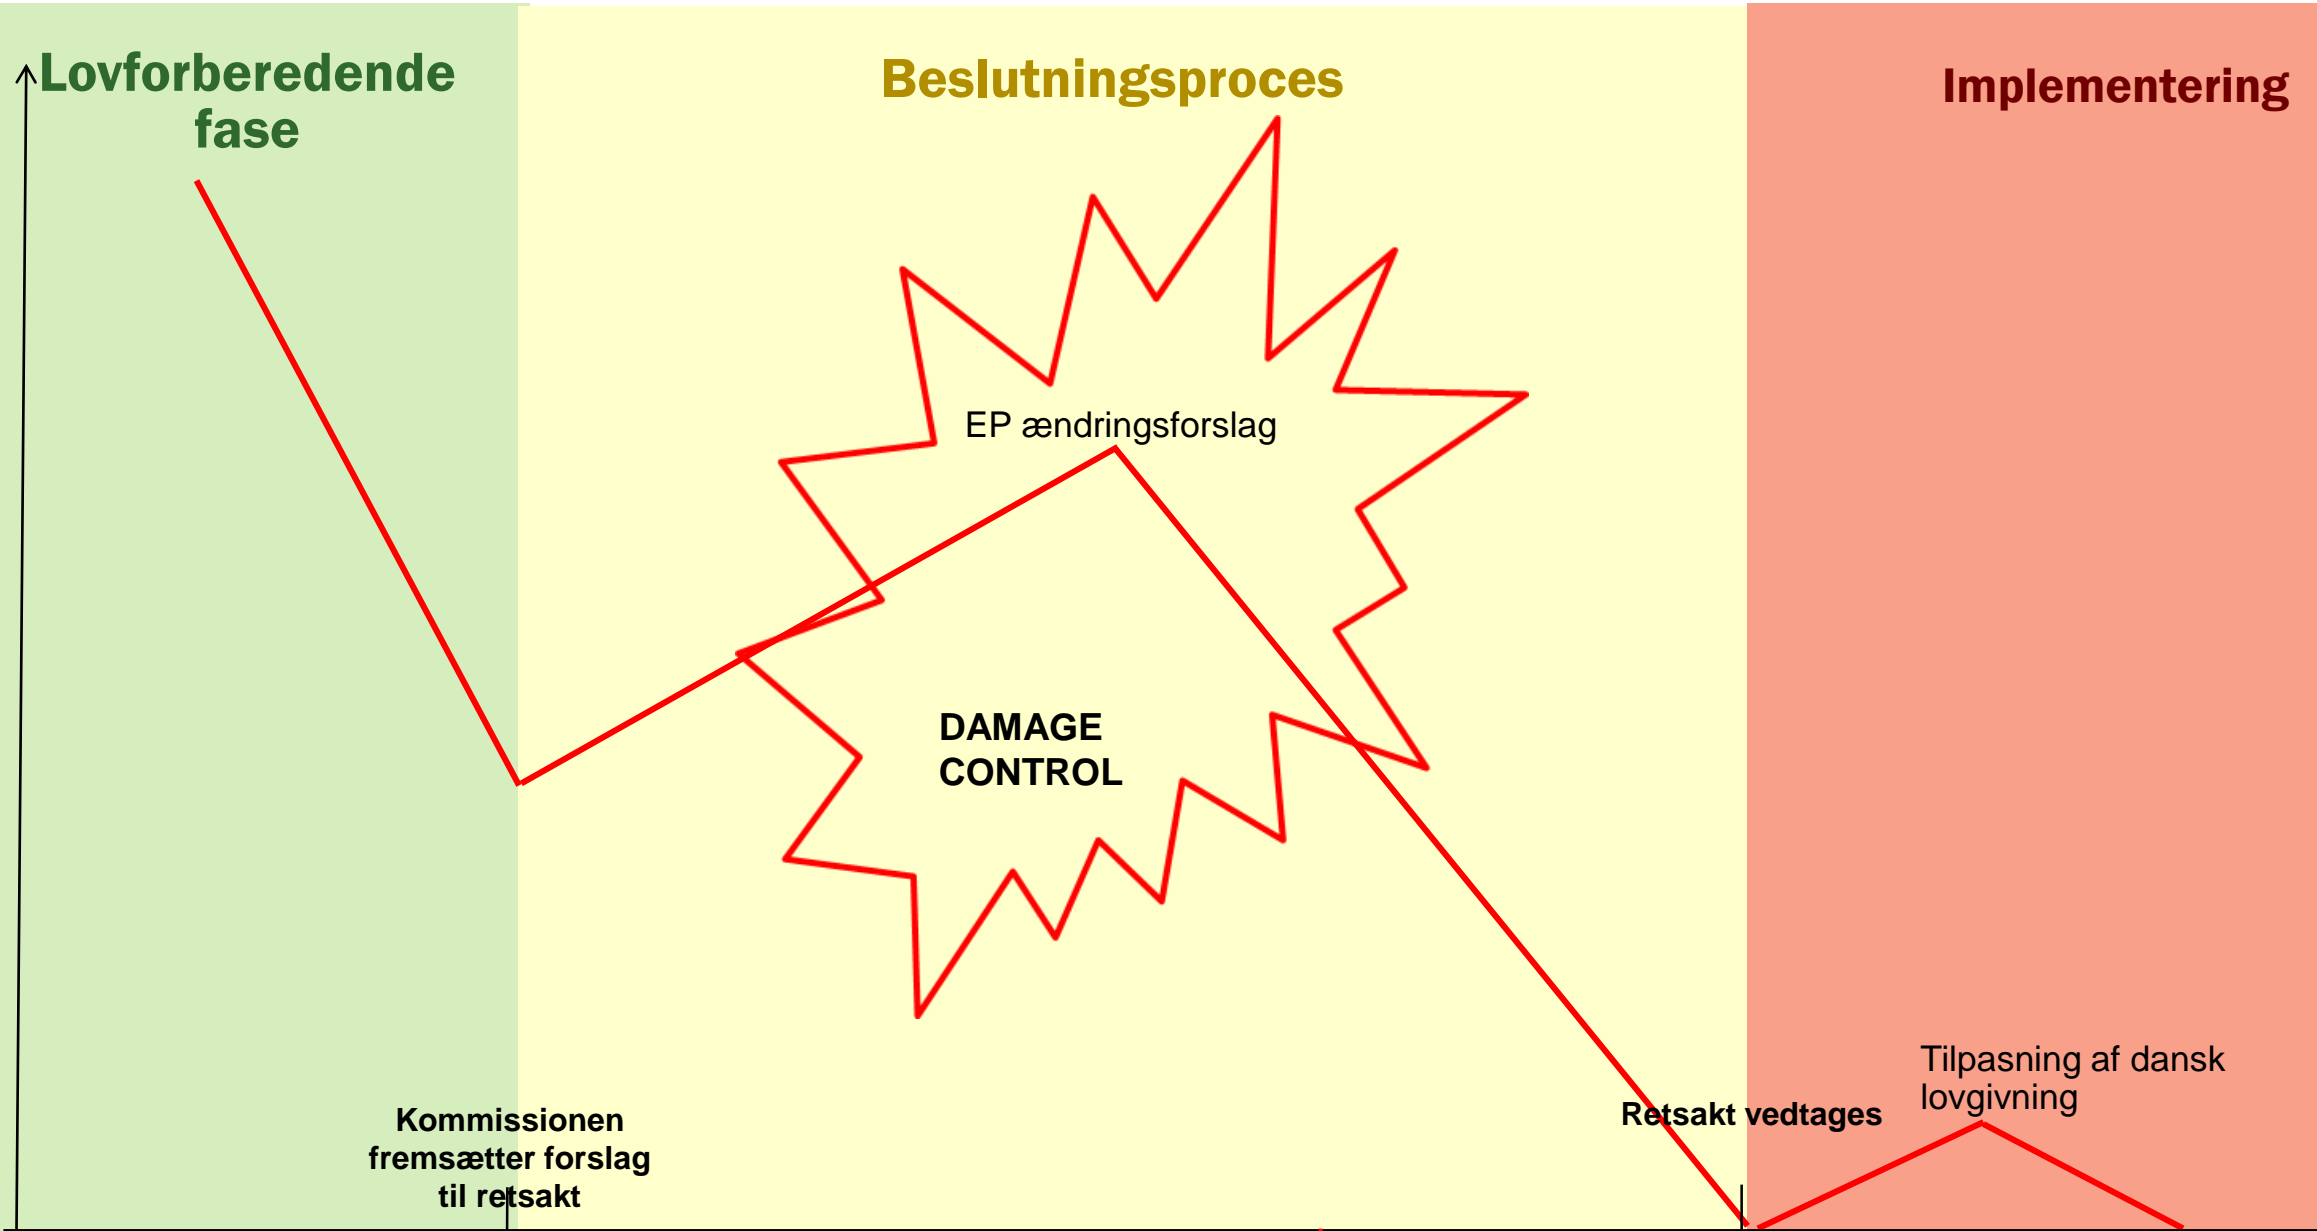 Lovforberedende
fase
Beslutningsproces
Implementering
EP ændringsforslag
DAMAGE
CONTROL
Kommissionen
fremsætter forslag
til retsakt
Retsakt vedtages
Tilpasning af dansk
lovgivning